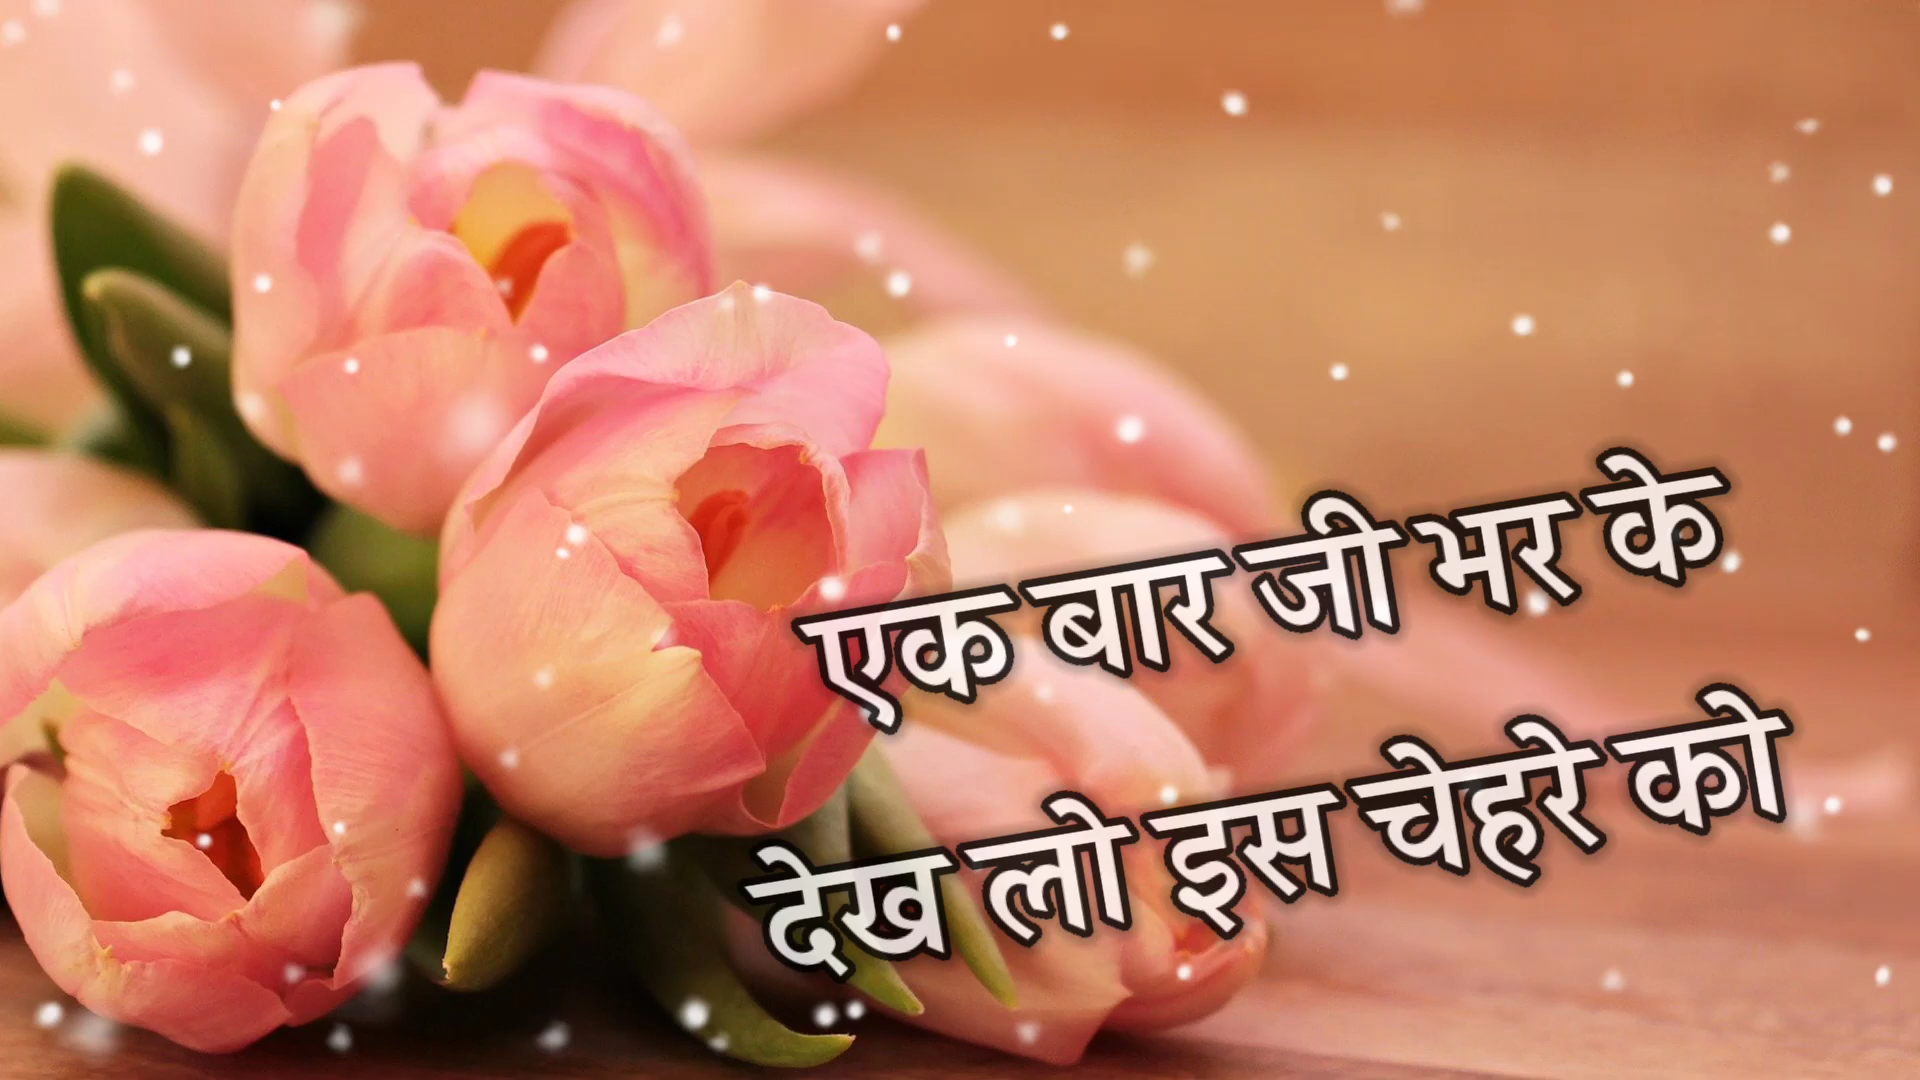 एक बार जी भर के
देख लो इस चेहरे को